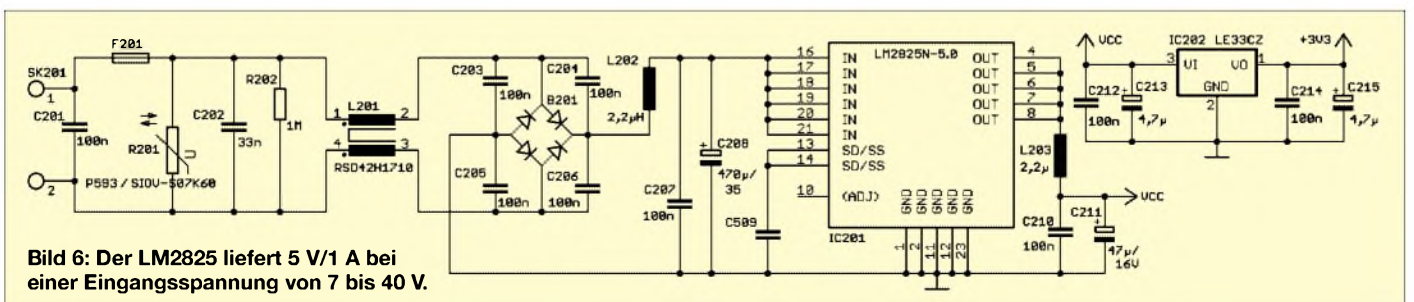 SK201
1
2
F201
C201
100n
R201
P593/SIOV-S07K60
C202
33n
R202
1M
L201
1
2
4
3
RSD42H1710
C203
100n
C204
100n
B201
C205
100n
C206
100n
L202
2,2µH
C207
100n
C208
+
470µ/
35
C509
LM2825N-5.0
16 IN
17 IN
18 IN
19 IN
20 IN
21 IN
13 SD/SS
14 SD/SS
10 (ADJ)
OUT 4
OUT 5
OUT 6
OUT 7
OUT 8
GND GND GND GND GND
1 2 11 12 23
IC201
L203
2,2µ
VCC
C210
100n
C211
+
47µ/
16V
VCC
C212
100n
C213
+
4,7µ
IC202 LE33CZ
3 VI
VO 1
GND
2
+3V3
C214
100n
C215
+
4,7µ
Bild 6: Der LM2825 liefert 5 V/1 A bei
einer Eingangsspannung von 7 bis 40 V.